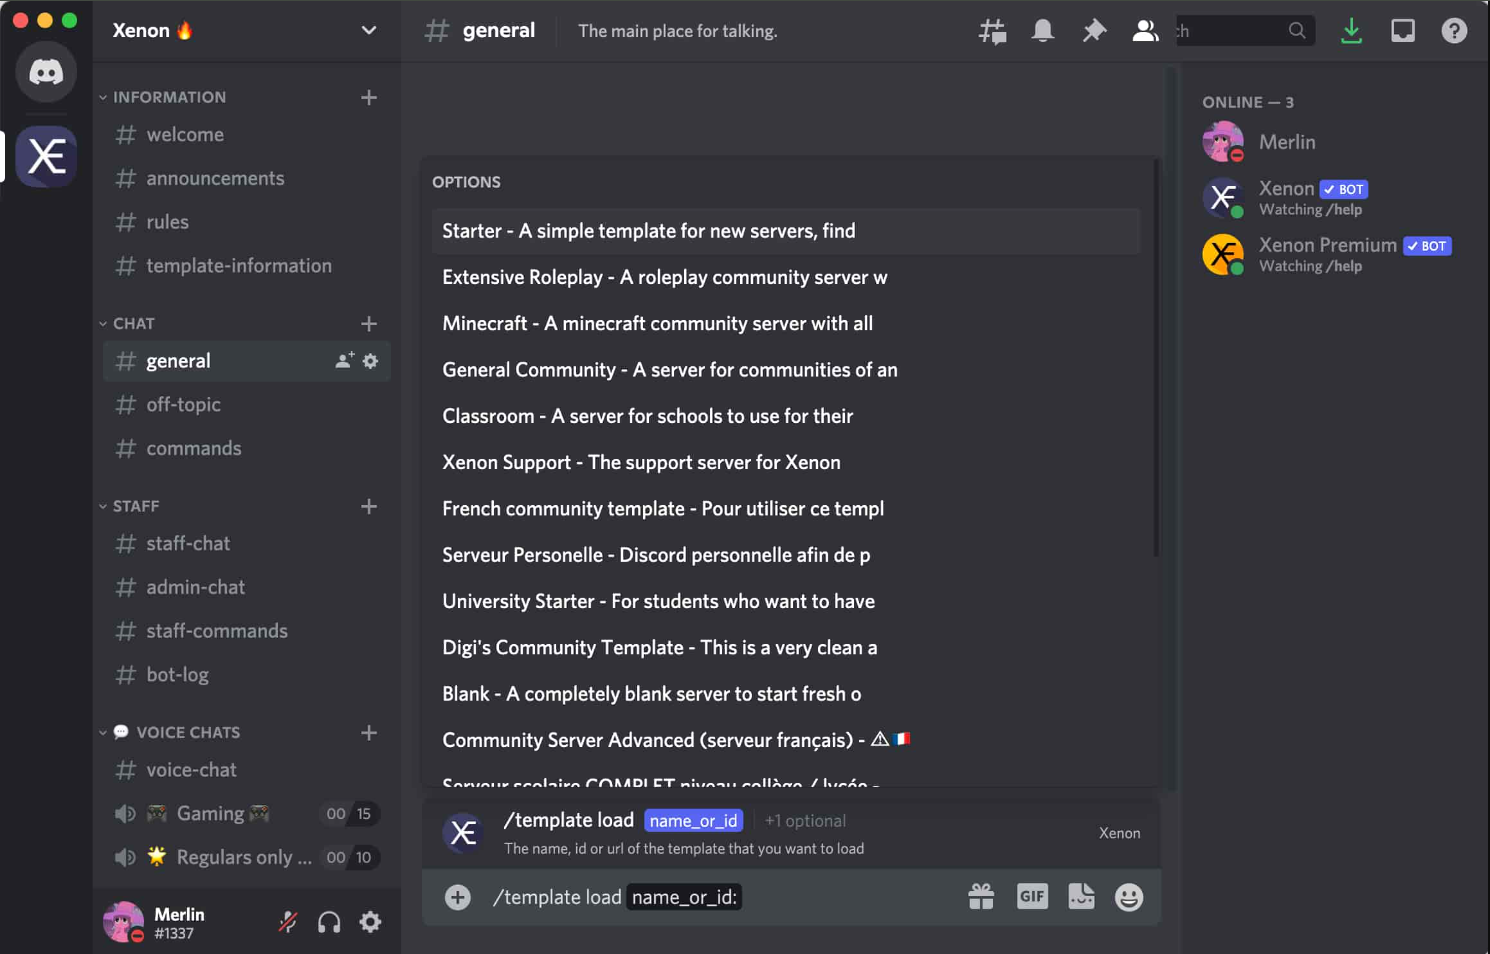 Xenon 🔥
INFORMATION
# welcome
# announcements
# rules
# template-information
CHAT
# general
# off-topic
# commands
STAFF
# staff-chat
# admin-chat
# staff-commands
# bot-log
💬 VOICE CHATS
# voice-chat
🎮 Gaming 🎮 00 15
🌟 Regulars only ... 00 10
Merlin
#1337
# general
The main place for talking.
ch
OPTIONS
Starter - A simple template for new servers, find
Extensive Roleplay - A roleplay community server w
Minecraft - A minecraft community server with all
General Community - A server for communities of an
Classroom - A server for schools to use for their
Xenon Support - The support server for Xenon
French community template - Pour utiliser ce templ
Serveur Personelle - Discord personnelle afin de p
University Starter - For students who want to have
Digi's Community Template - This is a very clean a
Blank - A completely blank server to start fresh o
Community Server Advanced (serveur français) - ⚠🇫🇷
Serveur scolaire COMPLET niveau collège / lycée -
/template load name_or_id +1 optional
The name, id or url of the template that you want to load
Xenon
/template load name_or_id:
GIF
ONLINE — 3
Merlin
Xenon ✓ BOT
Watching /help
Xenon Premium ✓ BOT
Watching /help